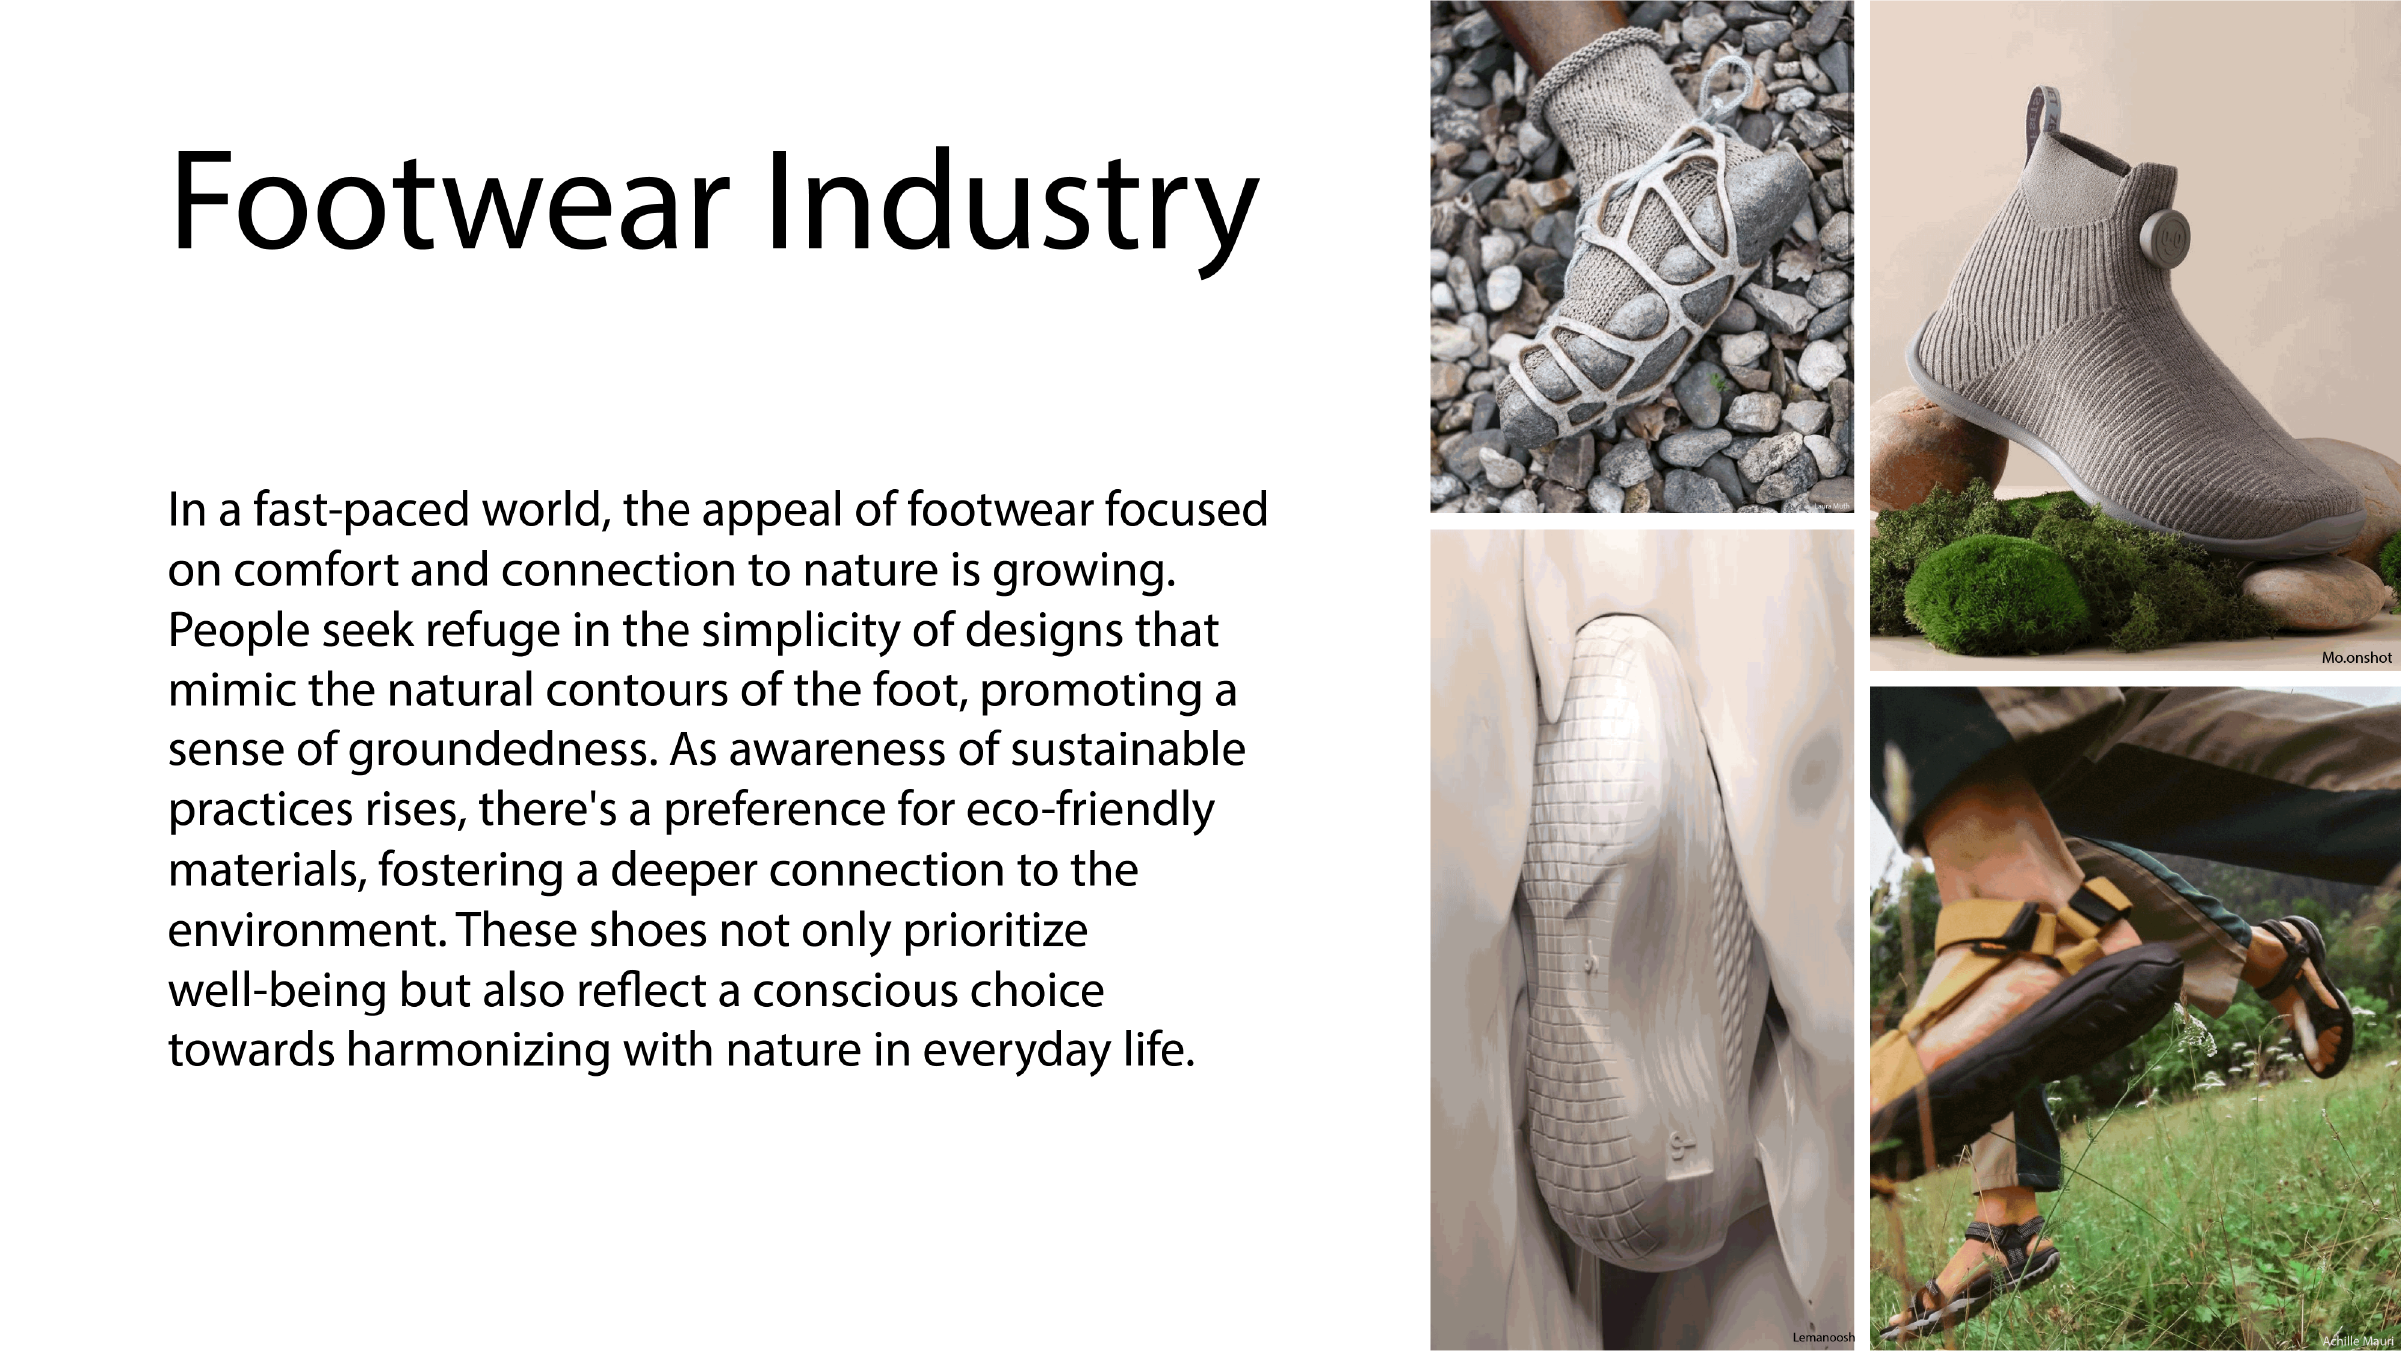 Footwear Industry
In a fast-paced world, the appeal of footwear focused
on comfort and connection to nature is growing.
People seek refuge in the simplicity of designs that
mimic the natural contours of the foot, promoting a
sense of groundedness. As awareness of sustainable
practices rises, there's a preference for eco-friendly
materials, fostering a deeper connection to the
environment. These shoes not only prioritize
well-being but also reflect a conscious choice
towards harmonizing with nature in everyday life.
Laura Muth
Mo.onshot
Lemanoosh
Achille Mauri